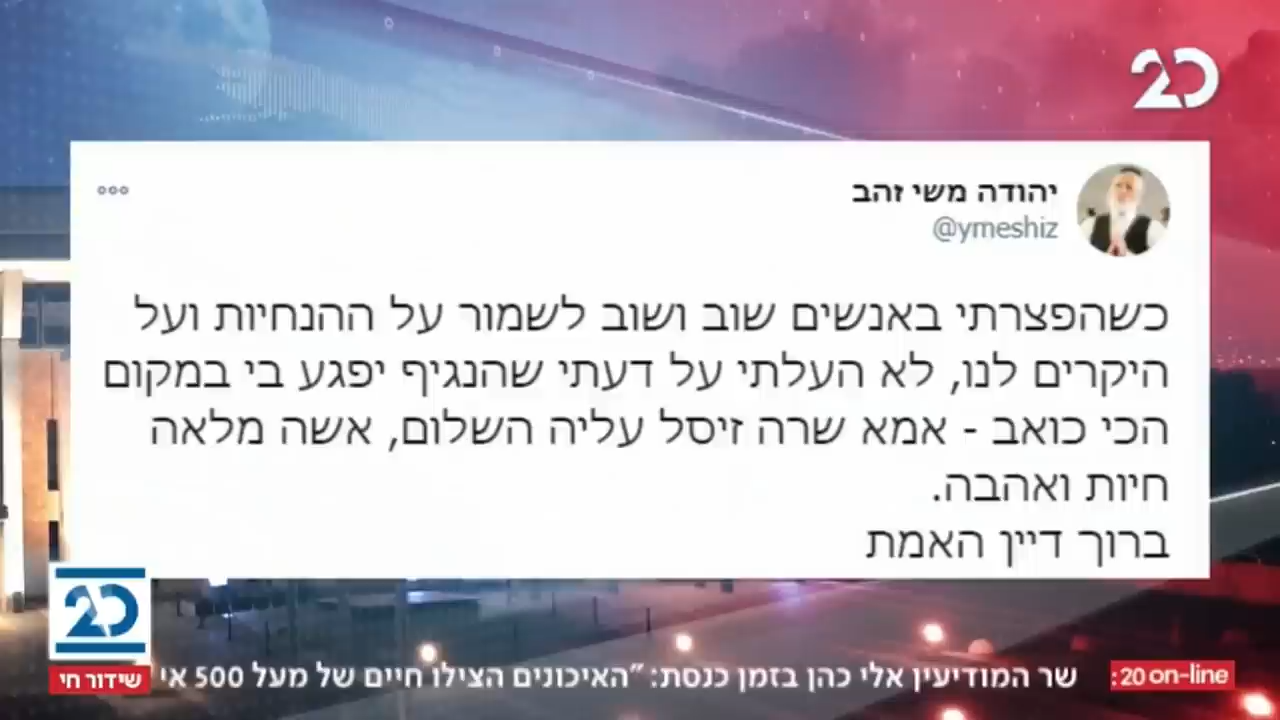 20
יהודה משי זהב
@ymeshiz
כשהפצרתי באנשים שוב ושוב לשמור על ההנחיות ועל
היקרים לנו, לא העלתי על דעתי שהנגיף יפגע בי במקום
הכי כואב - אמא שרה זיסל עליה השלום, אשה מלאה
חיות ואהבה.
ברוך דיין האמת
20
שידור חי
20 on-line:
שר המודיעין אלי כהן בזמן כנסת: "האיכונים הצילו חיים של מעל 500 אי